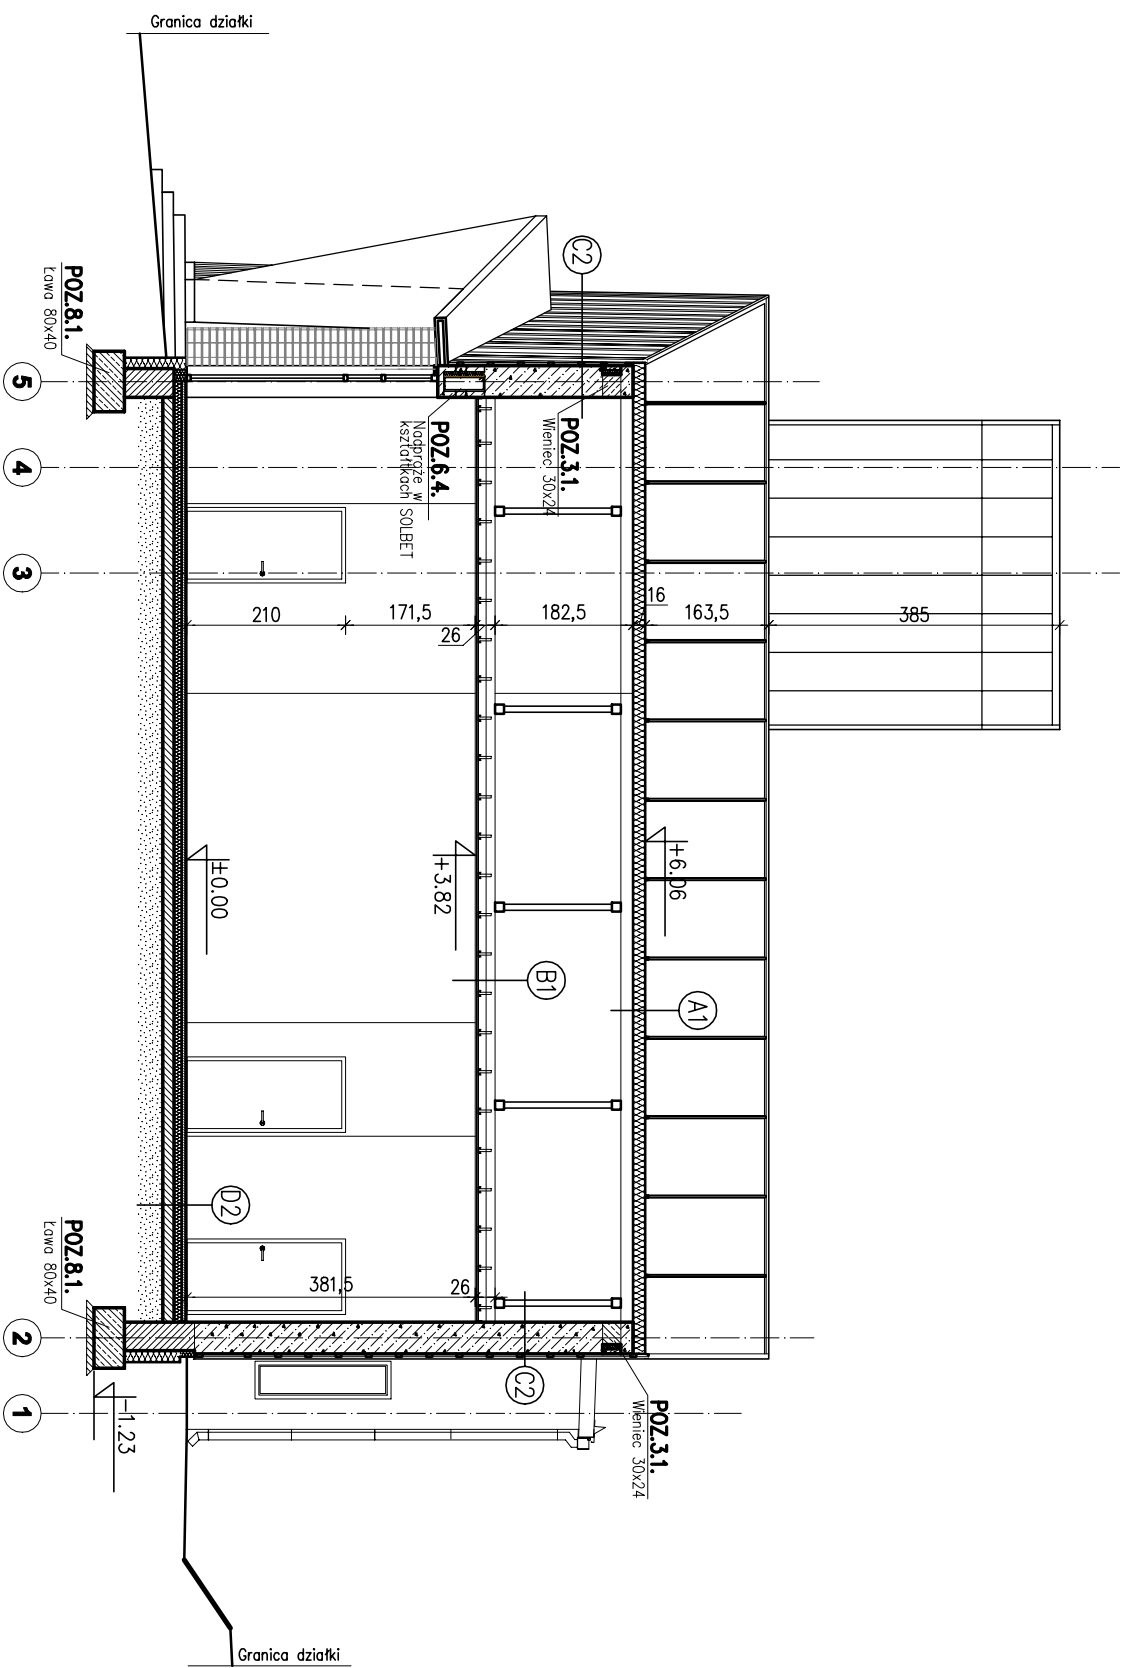 Granica działki
C2
POZ.8.1.
Ława 80x40
5
POZ.3.1.
Wieniec 30x24
POZ.6.4.
Nadproże w
kształtkach SOLBET
4
3
210
171,5
26
182,5
16
163,5
385
+6.06
+3.82
±0.00
B1
A1
D2
POZ.8.1.
Ława 80x40
381,5
26
2
C2
1
-1.23
POZ.3.1.
Wieniec 30x24
Granica działki